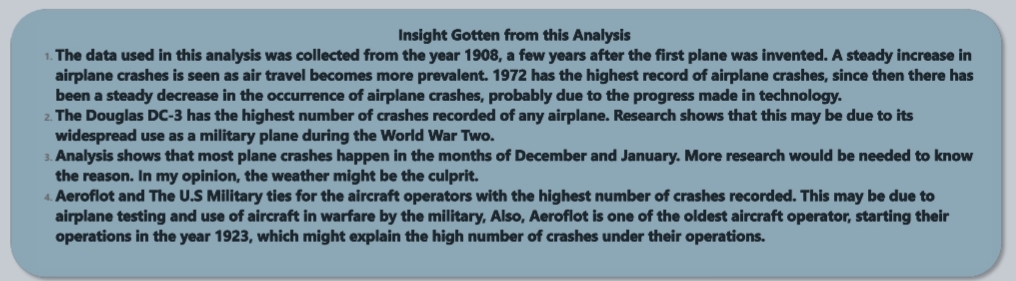 Insight Gotten from this Analysis
1. The data used in this analysis was collected from the year 1908, a few years after the first plane was invented. A steady increase in
airplane crashes is seen as air travel becomes more prevalent. 1972 has the highest record of airplane crashes, since then there has
been a steady decrease in the occurrence of airplane crashes, probably due to the progress made in technology.
2. The Douglas DC-3 has the highest number of crashes recorded of any airplane. Research shows that this may be due to its
widespread use as a military plane during the World War Two.
3. Analysis shows that most plane crashes happen in the months of December and January. More research would be needed to know
the reason. In my opinion, the weather might be the culprit.
4. Aeroflot and The U.S Military ties for the aircraft operators with the highest number of crashes recorded. This may be due to
airplane testing and use of aircraft in warfare by the military, Also, Aeroflot is one of the oldest aircraft operator, starting their
operations in the year 1923, which might explain the high number of crashes under their operations.